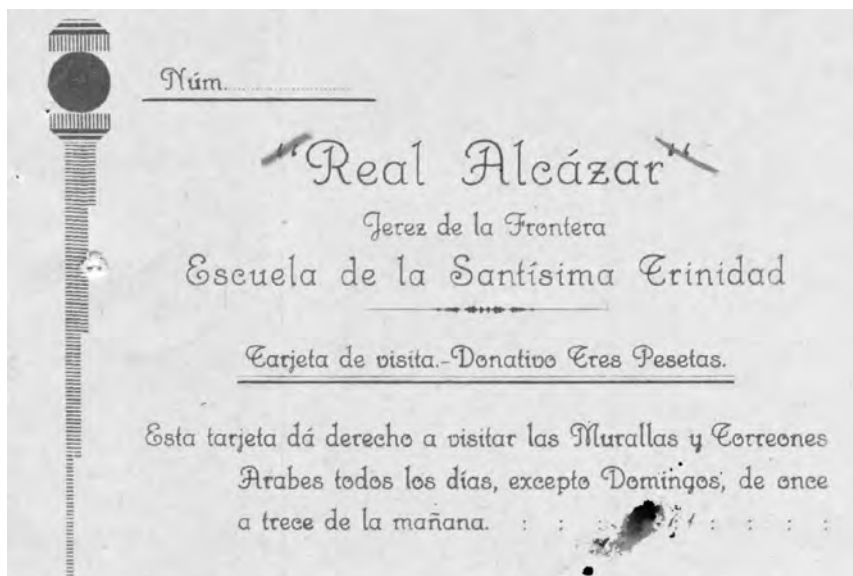 Núm.....................
"Real Alcázar"
Jerez de la Frontera
Escuela de la Santísima Trinidad
Tarjeta de visita.-Donativo Tres Pesetas.
Esta tarjeta dá derecho a visitar las Murallas y Torreones
Arabes todos los días, excepto Domingos, de once
a trece de la mañana. : : : : : : : :